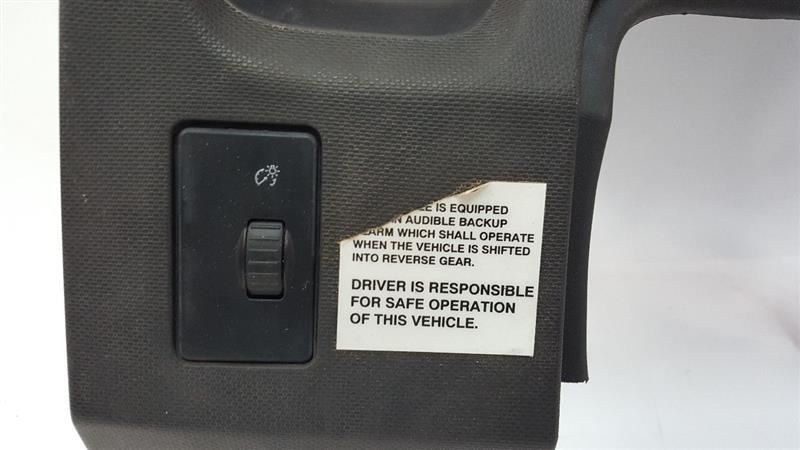 IS EQUIPPED
AUDIBLE BACKUP
WHICH SHALL OPERATE
WHEN THE VEHICLE IS SHIFTED
INTO REVERSE GEAR.
DRIVER IS RESPONSIBLE
FOR SAFE OPERATION
OF THIS VEHICLE.